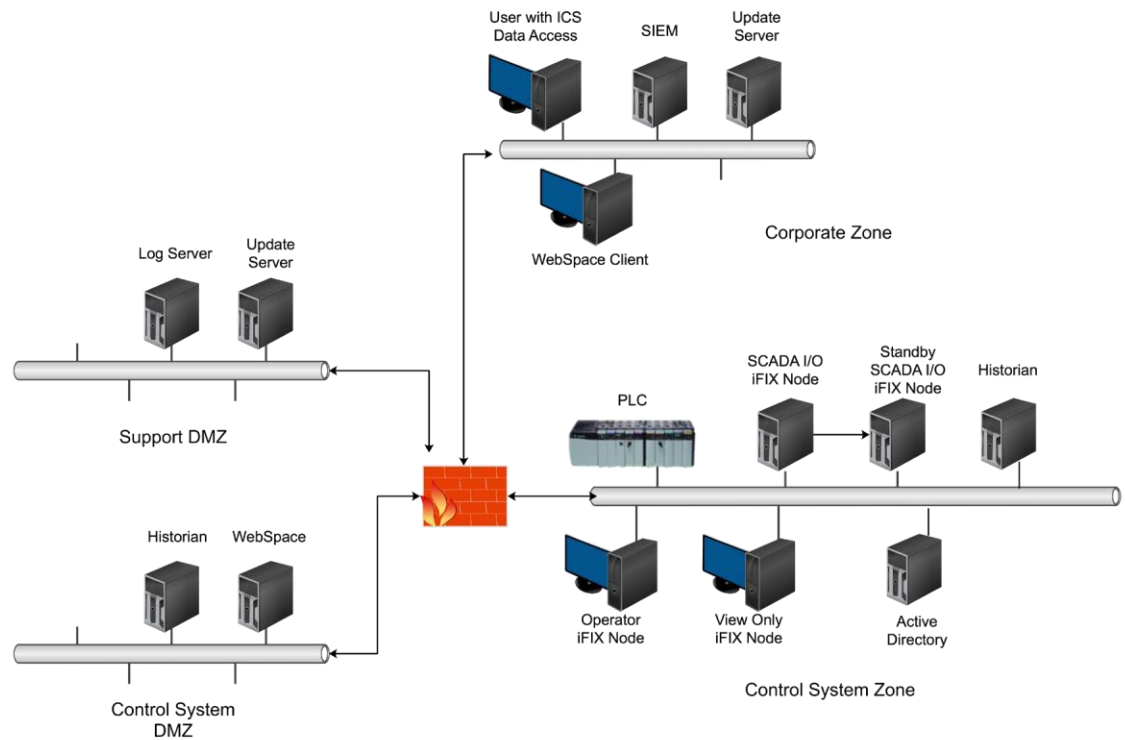 User with ICS
Data Access
SIEM
Update
Server
WebSpace Client
Corporate Zone
Log Server
Update
Server
Support DMZ
SCADA I/O
iFIX Node
Standby
SCADA I/O
iFIX Node
Historian
PLC
Historian
WebSpace
Control System
DMZ
Operator
iFIX Node
View Only
iFIX Node
Active
Directory
Control System Zone